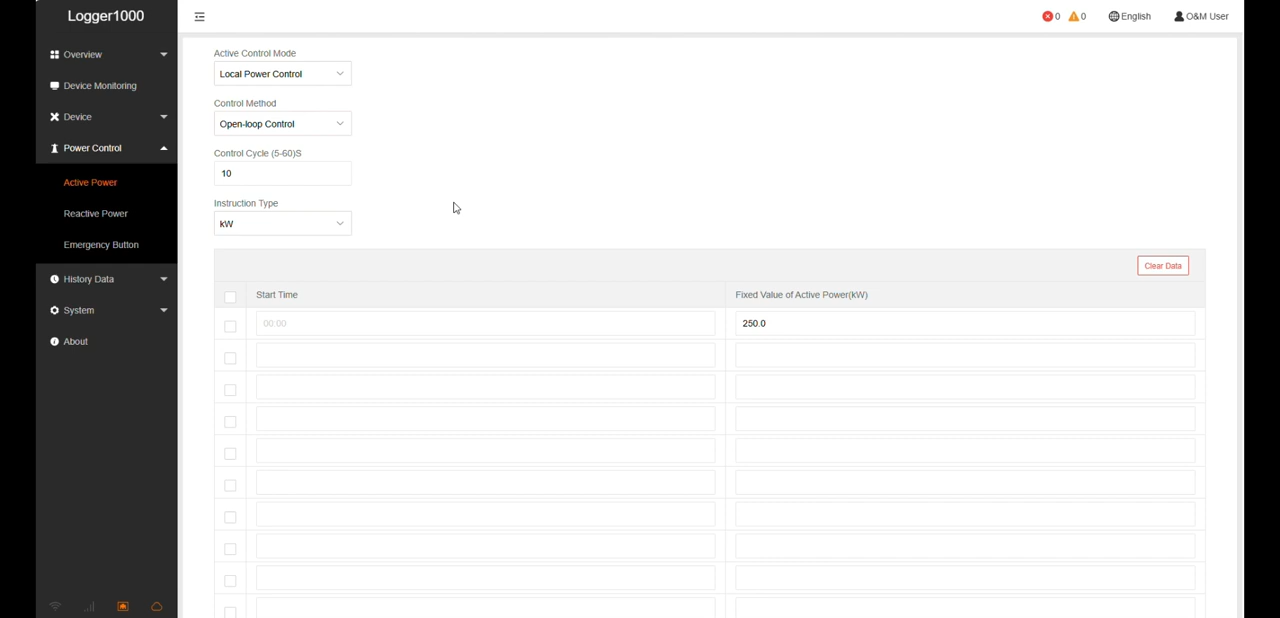 Logger1000
0 0 English O&M User
Overview
Device Monitoring
Device
Power Control
Active Power
Reactive Power
Emergency Button
History Data
System
About
Active Control Mode
Local Power Control
Control Method
Open-loop Control
Control Cycle (5-60)S
10
Instruction Type
kW
Clear Data
Start Time Fixed Value of Active Power(kW)
00:00 250.0